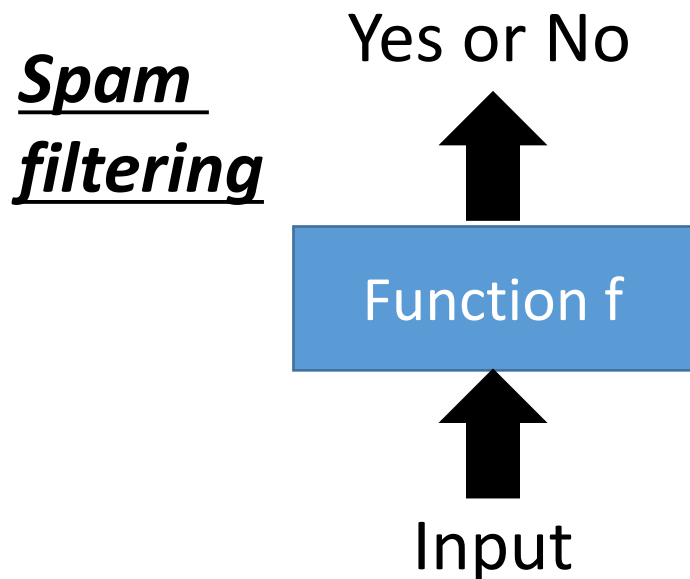 Spam
filtering
Yes or No
Function f
Input